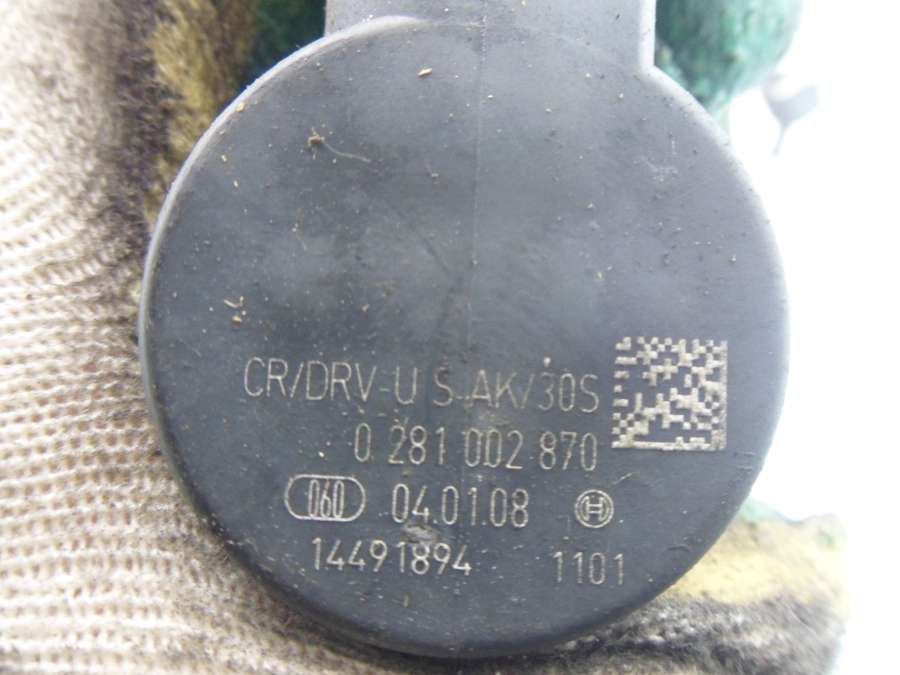 CR/DRV-U S-AK/30S
0 281 002 870
060 04.01.08 H
14491894 1101